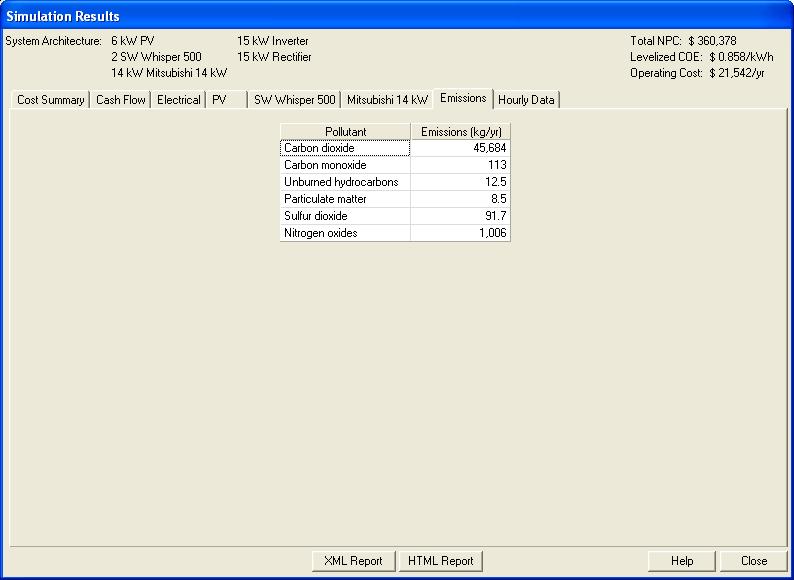 Simulation Results
System Architecture: 6 kW PV 15 kW Inverter Total NPC: $ 360,378
2 SW Whisper 500 15 kW Rectifier Levelized COE: $ 0.858/kWh
14 kW Mitsubishi 14 kW Operating Cost: $ 21,542/yr
Cost Summary Cash Flow Electrical PV SW Whisper 500 Mitsubishi 14 kW Emissions Hourly Data
Pollutant Emissions (kg/yr)
Carbon dioxide 45,684
Carbon monoxide 113
Unburned hydrocarbons 12.5
Particulate matter 8.5
Sulfur dioxide 91.7
Nitrogen oxides 1,006
XML Report HTML Report Help Close